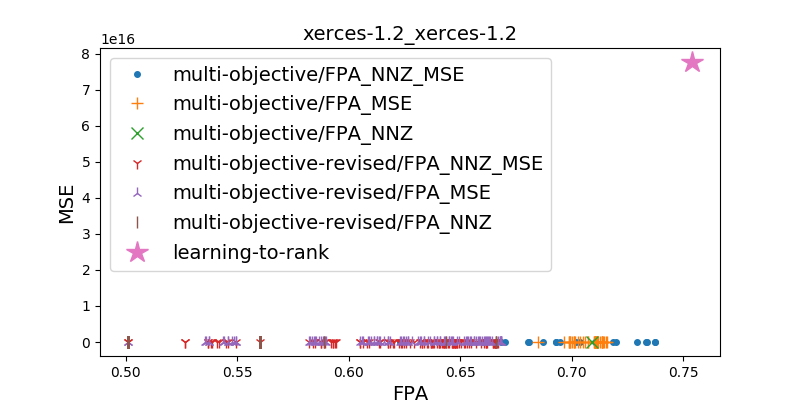 xerces-1.2_xerces-1.2
1e16
8
7
6
5
4
3
2
1
0
MSE
multi-objective/FPA_NNZ_MSE
multi-objective/FPA_MSE
multi-objective/FPA_NNZ
multi-objective-revised/FPA_NNZ_MSE
multi-objective-revised/FPA_MSE
multi-objective-revised/FPA_NNZ
learning-to-rank
0.50 0.55 0.60 0.65 0.70 0.75
FPA